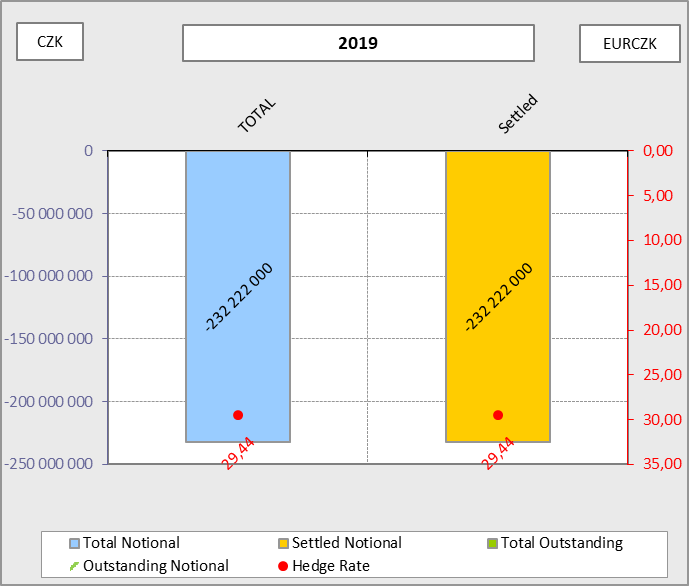 CZK
2019
EURCZK
TOTAL
Settled
0
-50 000 000
-100 000 000
-150 000 000
-200 000 000
-250 000 000
-232 222 000
-232 222 000
29,44
29,44
0,00
5,00
10,00
15,00
20,00
25,00
30,00
35,00
Total Notional
Settled Notional
Total Outstanding
Outstanding Notional
Hedge Rate